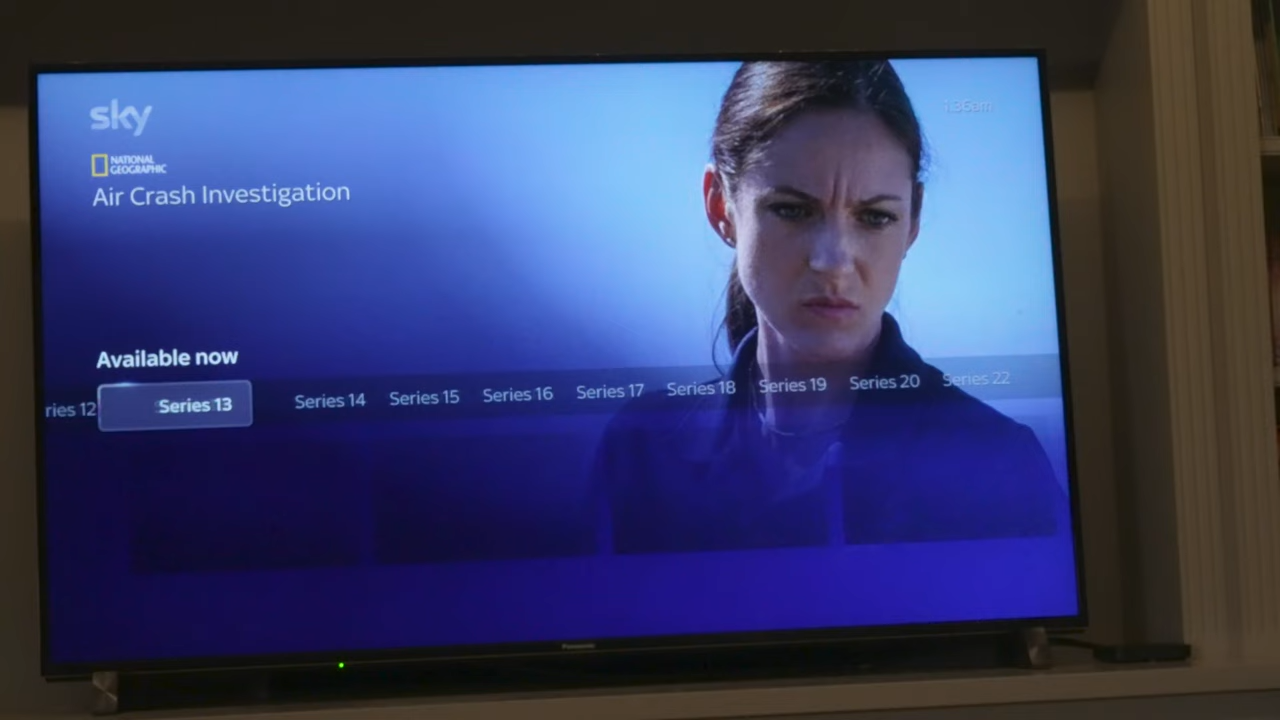 sky
1.36am
NATIONAL
GEOGRAPHIC
Air Crash Investigation
Available now
ries 12 Series 13 Series 14 Series 15 Series 16 Series 17 Series 18 Series 19 Series 20 Series 22
Panasonic